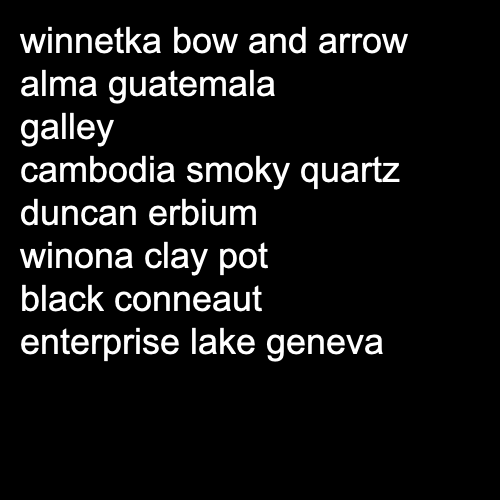 winnetka bow and arrow
alma guatemala
galley
cambodia smoky quartz
duncan erbium
winona clay pot
black conneaut
enterprise lake geneva